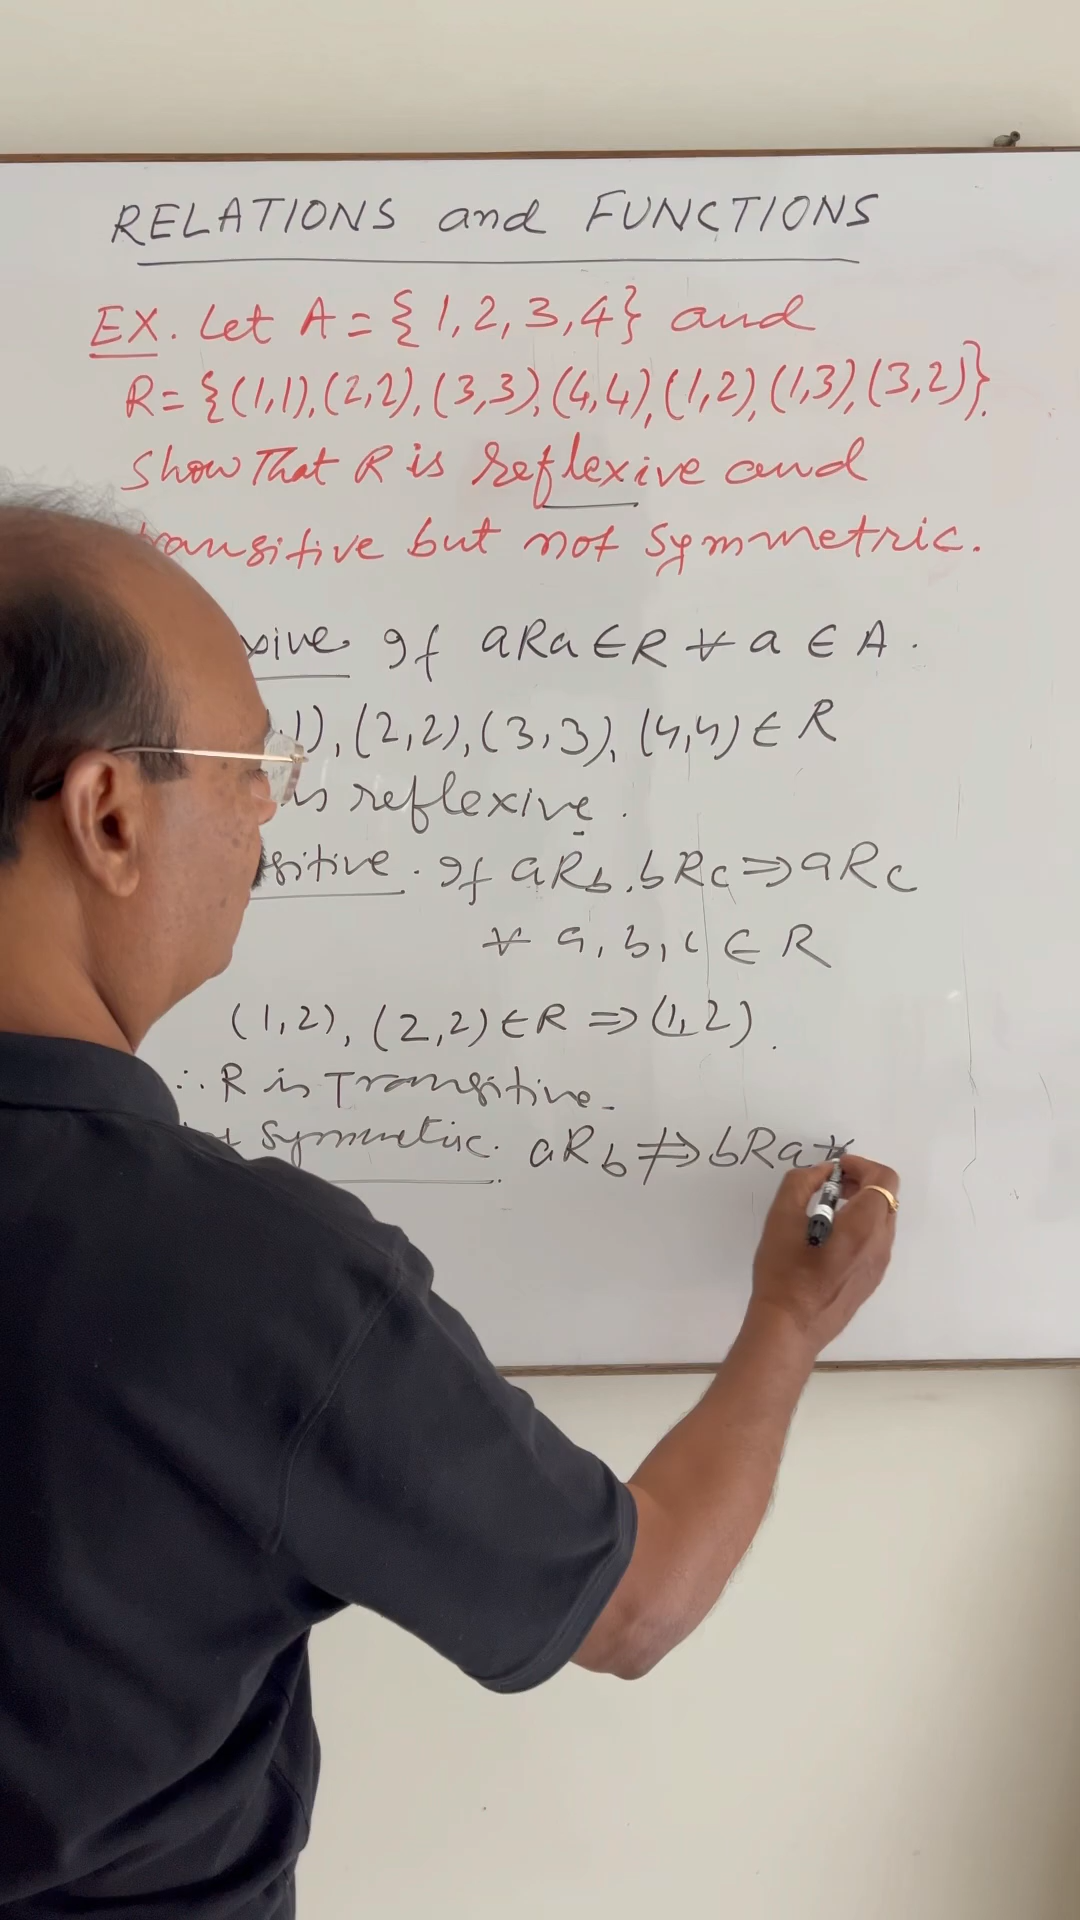 RELATIONS and FUNCTIONS
EX. Let A = {1,2,3,4} and
R = {(1,1),(2,2),(3,3),(4,4),(1,2),(1,3),(3,2)}.
Show That R is reflexive and
transitive but not Symmetric.
If aRa ∈ R ∀ a ∈ A.
1),(2,2),(3,3),(4,4) ∈ R
is reflexive.
If aRb, bRc ⇒ aRc
∀ a, b, c ∈ R
(1,2), (2,2) ∈ R ⇒ (1,2).
∴ R is Transitive.
Symmetric. aRb ⇏ bRa ∀